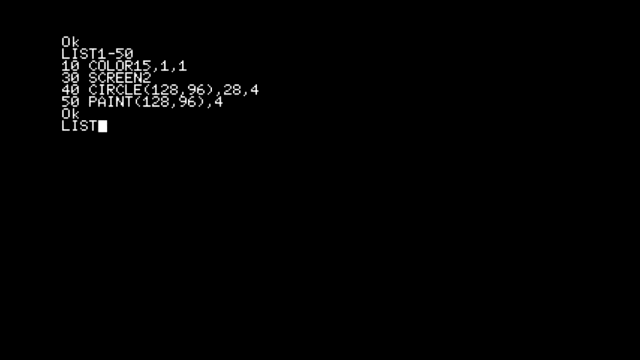 Ok
LIST1-50
10 COLOR15,1,1
30 SCREEN2
40 CIRCLE(128,96),28,4
50 PAINT(128,96),4
Ok
LIST